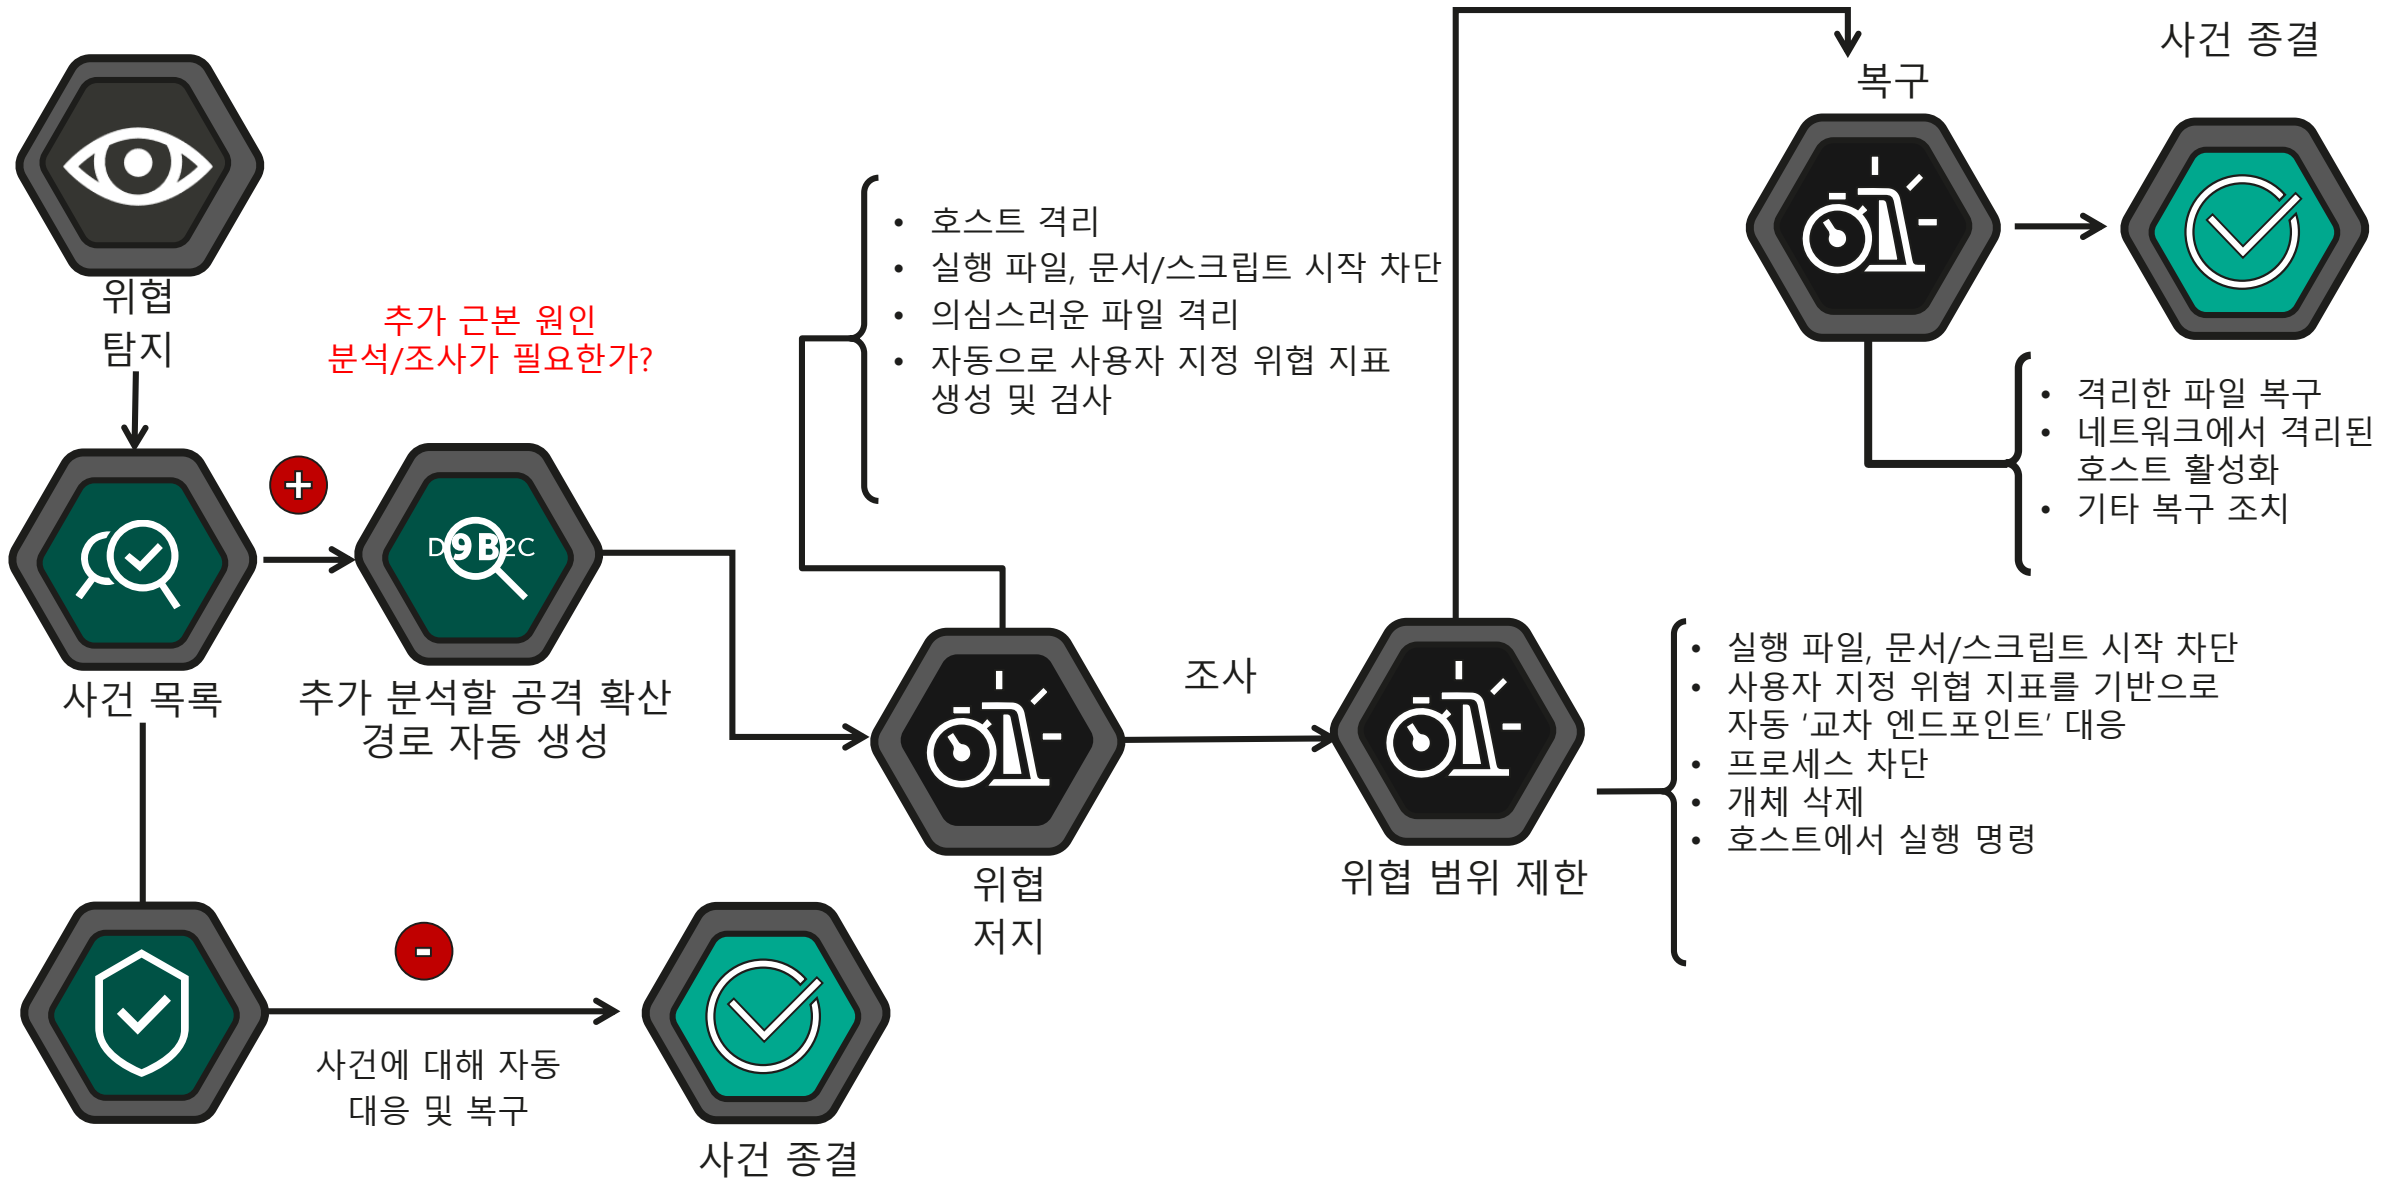 위협
탐지
추가 근본 원인
분석/조사가 필요한가?
+
D9B2C
사건 목록
추가 분석할 공격 확산
경로 자동 생성
-
사건에 대해 자동
대응 및 복구
사건 종결
• 호스트 격리
• 실행 파일, 문서/스크립트 시작 차단
• 의심스러운 파일 격리
• 자동으로 사용자 지정 위협 지표
생성 및 검사
위협
저지
조사
위협 범위 제한
• 실행 파일, 문서/스크립트 시작 차단
• 사용자 지정 위협 지표를 기반으로
자동 ‘교차 엔드포인트’ 대응
• 프로세스 차단
• 개체 삭제
• 호스트에서 실행 명령
복구
• 격리한 파일 복구
• 네트워크에서 격리된
호스트 활성화
• 기타 복구 조치
사건 종결